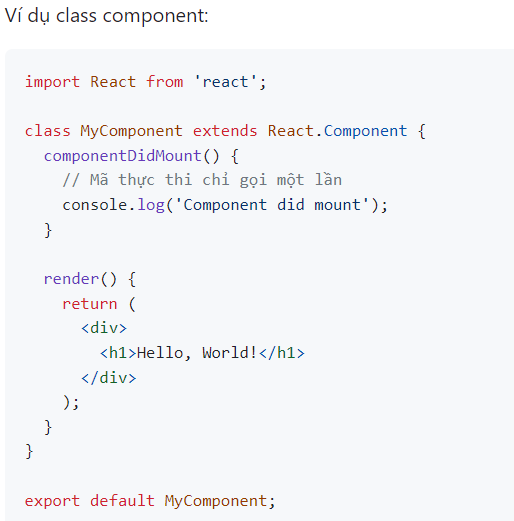 Ví dụ class component:
import React from 'react';
class MyComponent extends React.Component {
componentDidMount() {
// Mã thực thi chỉ gọi một lần
console.log('Component did mount');
}
render() {
return (
<div>
<h1>Hello, World!</h1>
</div>
);
}
}
export default MyComponent;